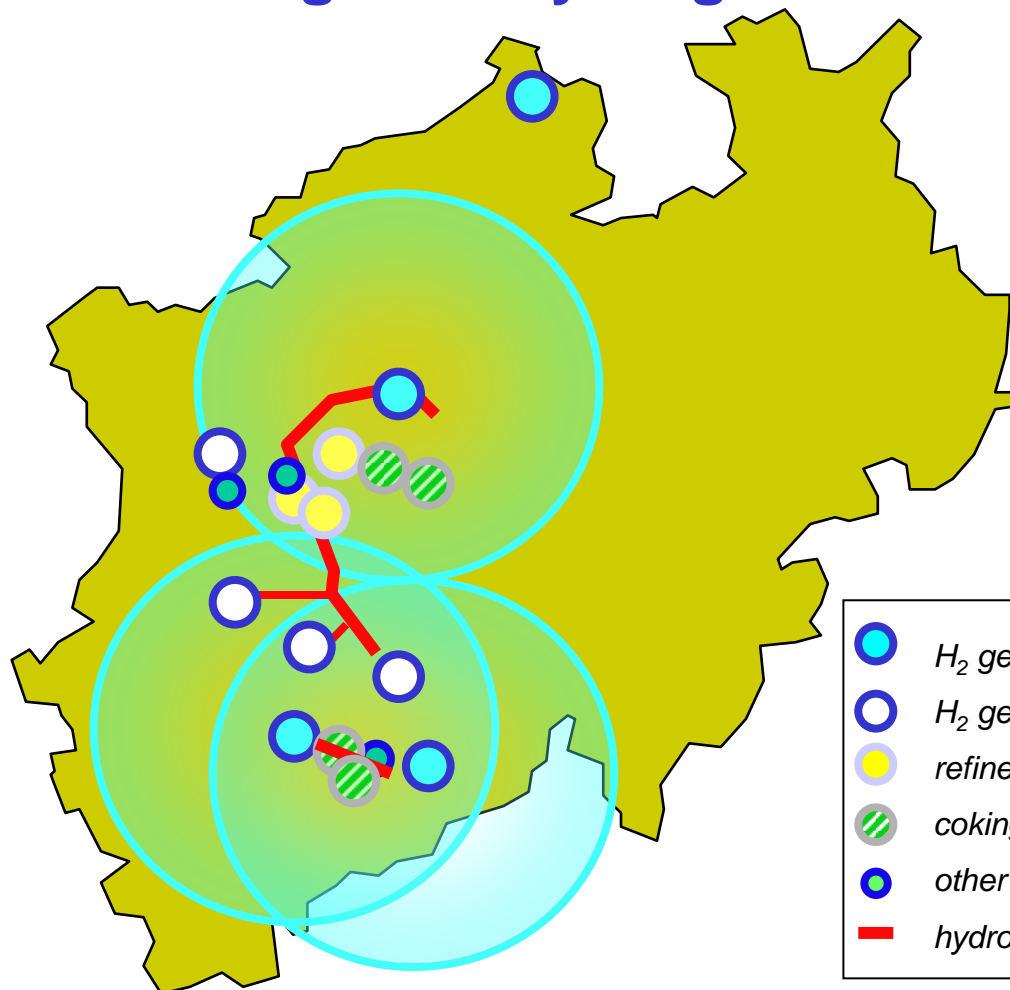 H₂ ge
H₂ ge
refine
coking
other
hydro